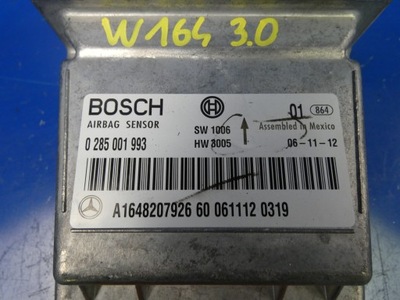 W164 3.0
BOSCH
AIRBAG SENSOR
0 285 001 993
SW 1006
HW 3005
01 864
Assembled in Mexico
06-11-12
A1648207926 60 061112 0319